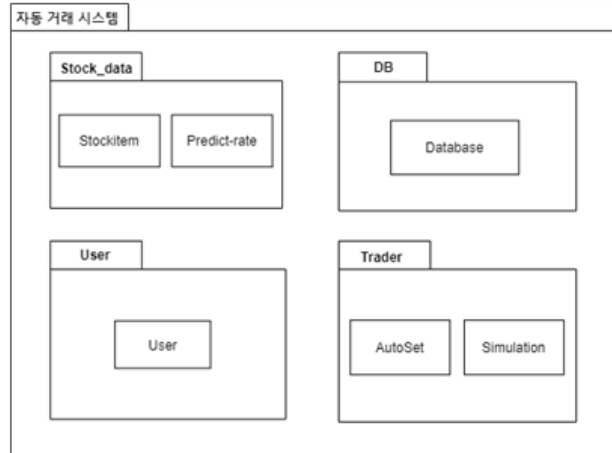 자동 거래 시스템
Stock_data
Stockitem
Predict-rate
DB
Database
User
User
Trader
AutoSet
Simulation